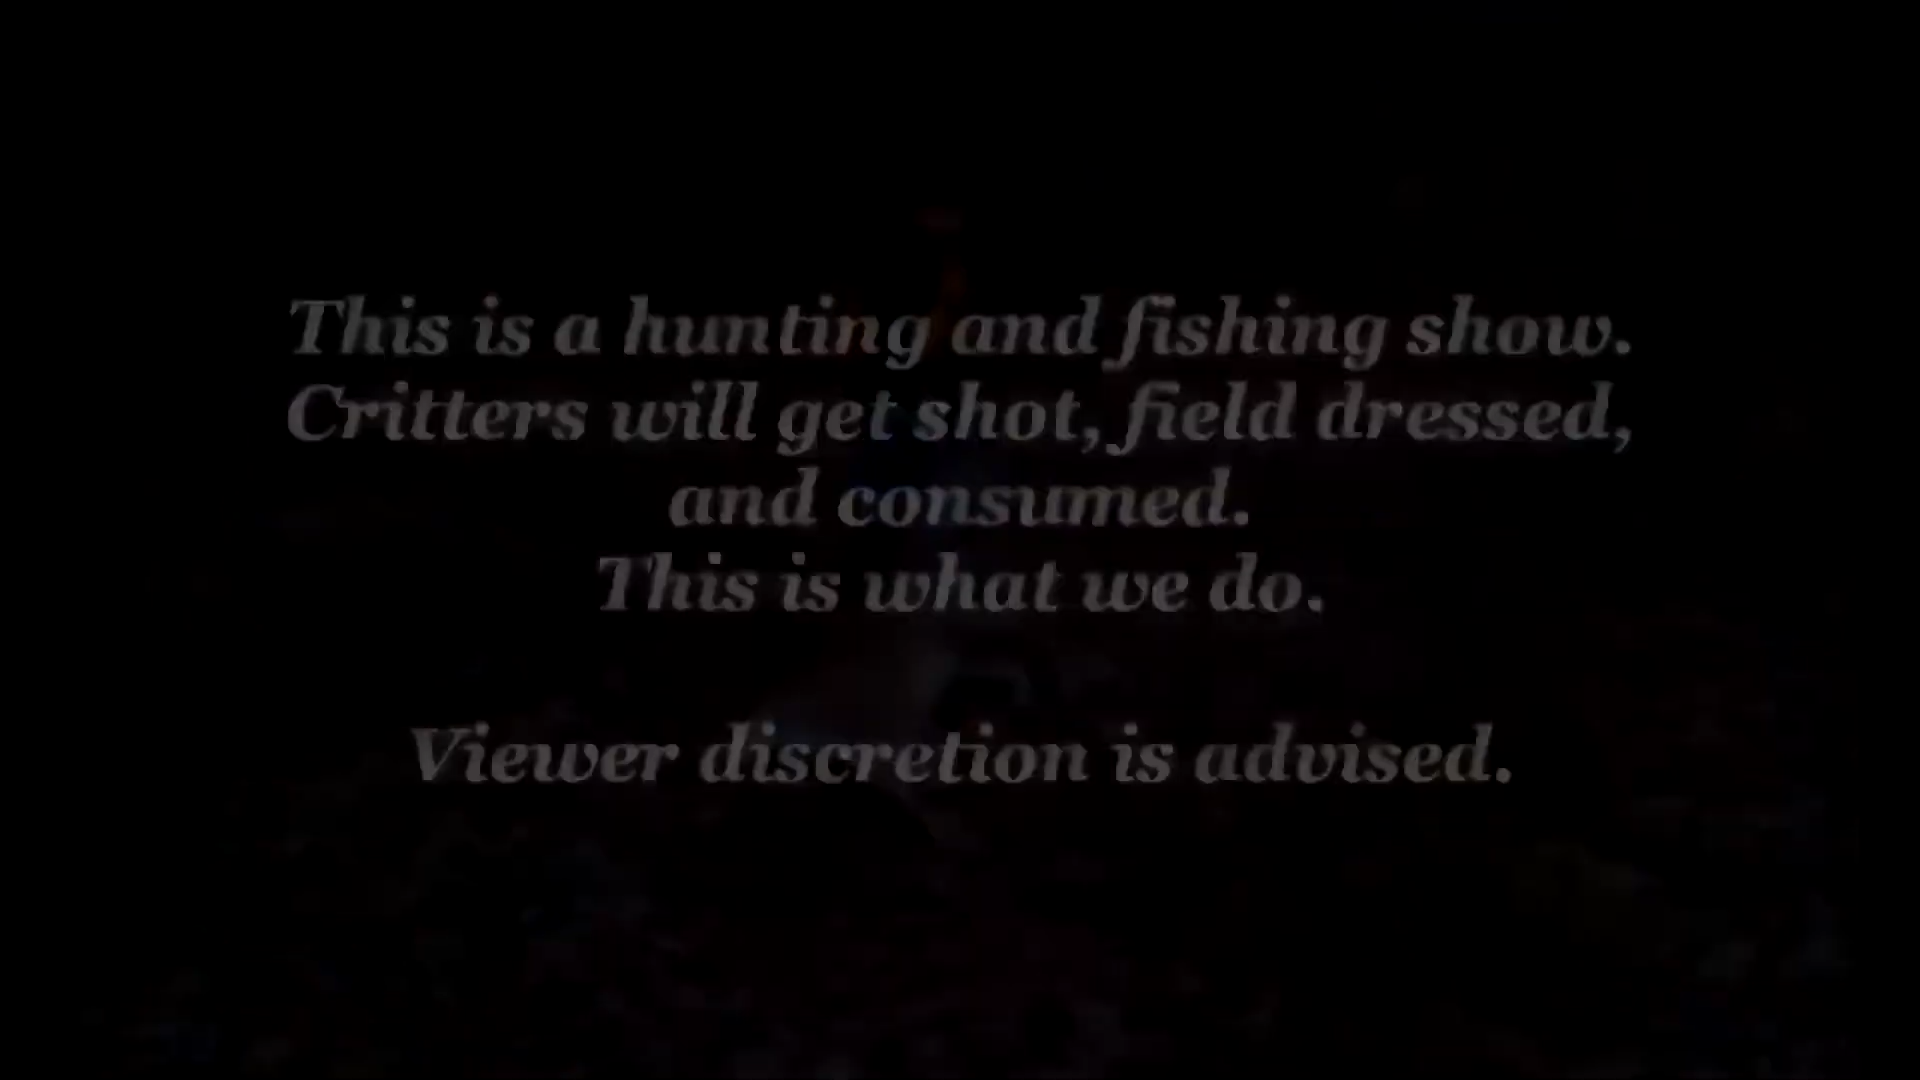 This is a hunting and fishing show.
Critters will get shot, field dressed,
and consumed.
This is what we do.
Viewer discretion is advised.